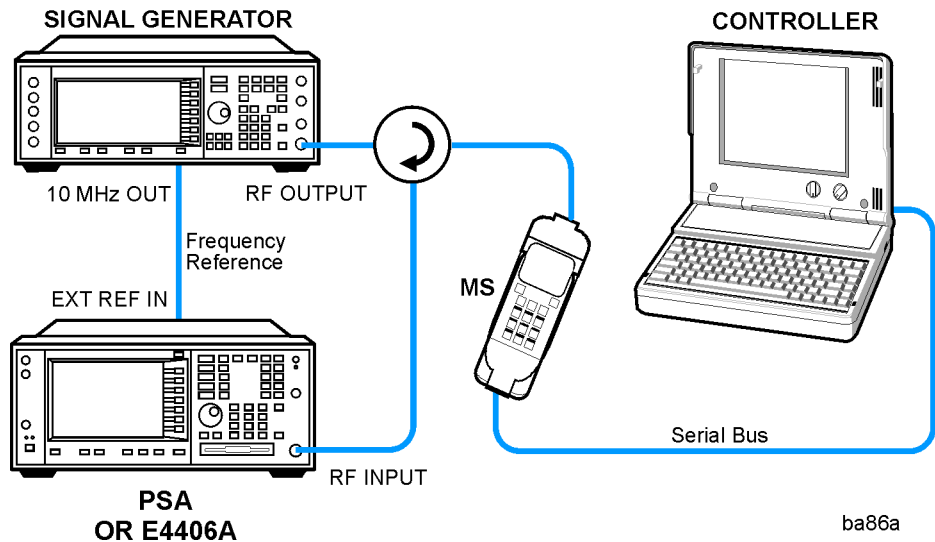 SIGNAL GENERATOR
CONTROLLER
10 MHz OUT
RF OUTPUT
Frequency
Reference
EXT REF IN
MS
Serial Bus
RF INPUT
PSA
OR E4406A
ba86a